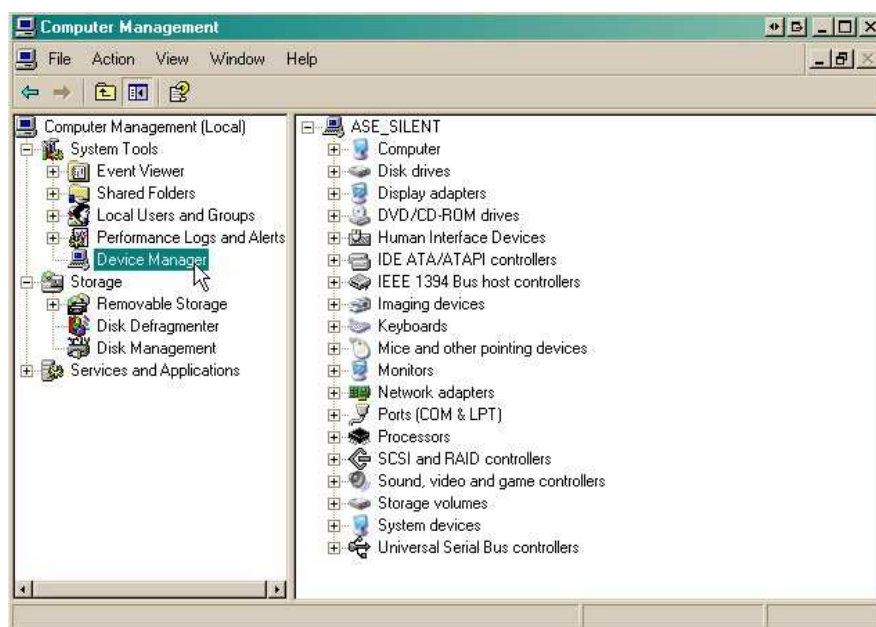 Computer Management
File Action View Window Help
Computer Management (Local)
System Tools
Event Viewer
Shared Folders
Local Users and Groups
Performance Logs and Alerts
Device Manager
Storage
Removable Storage
Disk Defragmenter
Disk Management
Services and Applications
ASE_SILENT
Computer
Disk drives
Display adapters
DVD/CD-ROM drives
Human Interface Devices
IDE ATA/ATAPI controllers
IEEE 1394 Bus host controllers
Imaging devices
Keyboards
Mice and other pointing devices
Monitors
Network adapters
Ports (COM & LPT)
Processors
SCSI and RAID controllers
Sound, video and game controllers
Storage volumes
System devices
Universal Serial Bus controllers